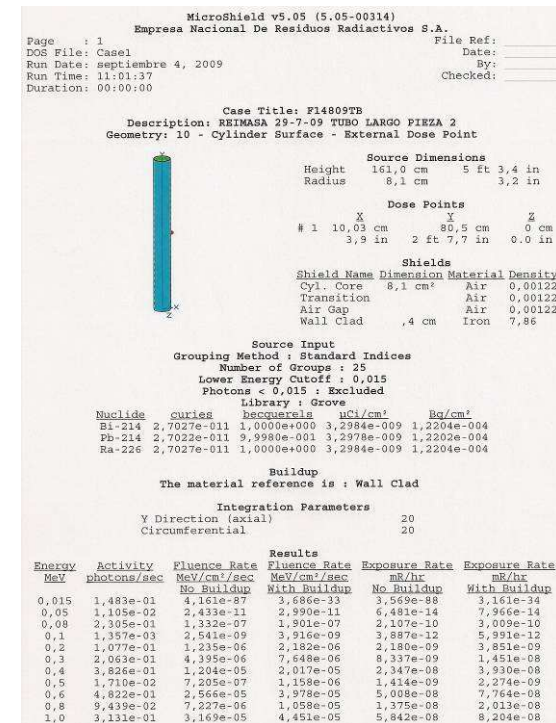 MicroShield v5.05 (5.05-00314)
Empresa Nacional De Residuos Radiactivos S.A.
Page : 1
DOS File: Case1
Run Date: septiembre 4, 2009
Run Time: 11:01:37
Duration: 00:00:00
File Ref:
Date:
By:
Checked:
Case Title: F14809TB
Description: REIMASA 29-7-09 TUBO LARGO PIEZA 2
Geometry: 10 - Cylinder Surface - External Dose Point
Source Dimensions
Height 161,0 cm 5 ft 3,4 in
Radius 8,1 cm 3,2 in
Dose Points
X Y Z
# 1 10,03 cm 80,5 cm 0 cm
3,9 in 2 ft 7,7 in 0.0 in
Shields
Shield Name Dimension Material Density
Cyl. Core 8,1 cm² Air 0,00122
Transition Air 0,00122
Air Gap Air 0,00122
Wall Clad ,4 cm Iron 7,86
Y
X
Z
Source Input
Grouping Method : Standard Indices
Number of Groups : 25
Lower Energy Cutoff : 0,015
Photons < 0,015 : Excluded
Library : Grove
Nuclide curies becquerels µCi/cm² Bq/cm²
Bi-214 2,7027e-011 1,0000e+000 3,2984e-009 1,2204e-004
Pb-214 2,7022e-011 9,9980e-001 3,2978e-009 1,2202e-004
Ra-226 2,7027e-011 1,0000e+000 3,2984e-009 1,2204e-004
Buildup
The material reference is : Wall Clad
Integration Parameters
Y Direction (axial) 20
Circumferential 20
Results
Energy Activity Fluence Rate Fluence Rate Exposure Rate Exposure Rate
MeV photons/sec MeV/cm²/sec MeV/cm²/sec mR/hr mR/hr
No Buildup With Buildup No Buildup With Buildup
0,015 1,483e-01 4,161e-87 3,686e-33 3,569e-88 3,161e-34
0,05 1,105e-02 2,433e-11 2,990e-11 6,481e-14 7,966e-14
0,08 2,305e-01 1,332e-07 1,901e-07 2,107e-10 3,009e-10
0,1 1,357e-03 2,541e-09 3,916e-09 3,887e-12 5,991e-12
0,2 1,077e-01 1,235e-06 2,182e-06 2,180e-09 3,851e-09
0,3 2,063e-01 4,395e-06 7,648e-06 8,337e-09 1,451e-08
0,4 3,826e-01 1,204e-05 2,017e-05 2,347e-08 3,930e-08
0,5 1,710e-02 7,205e-07 1,158e-06 1,414e-09 2,274e-09
0,6 4,822e-01 2,566e-05 3,978e-05 5,008e-08 7,764e-08
0,8 9,439e-02 7,227e-06 1,058e-05 1,375e-08 2,013e-08
1,0 3,131e-01 3,169e-05 4,451e-05 5,842e-08 8,204e-08